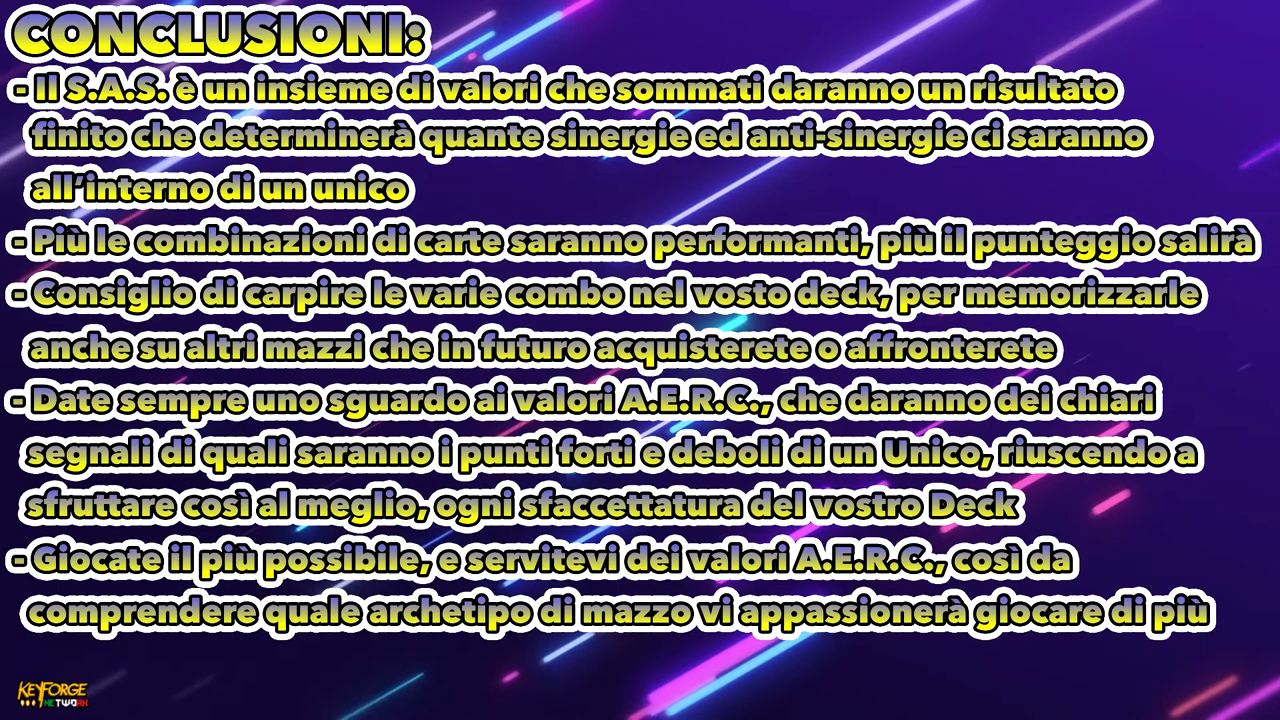 CONCLUSIONI:
- Il S.A.S. è un insieme di valori che sommati daranno un risultato
finito che determinerà quante sinergie ed anti-sinergie ci saranno
all'interno di un unico
- Più le combinazioni di carte saranno performanti, più il punteggio salirà
- Consiglio di carpire le varie combo nel vosto deck, per memorizzarle
anche su altri mazzi che in futuro acquisterete o affronterete
- Date sempre uno sguardo ai valori A.E.R.C., che daranno dei chiari
segnali di quali saranno i punti forti e deboli di un Unico, riuscendo a
sfruttare così al meglio, ogni sfaccettatura del vostro Deck
- Giocate il più possibile, e servitevi dei valori A.E.R.C., così da
comprendere quale archetipo di mazzo vi appassionerà giocare di più
KEYFORGE
NETWORK